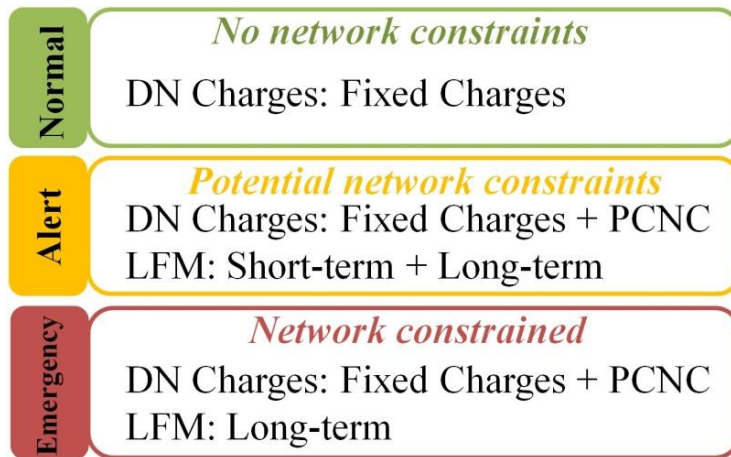 Normal
No network constraints
DN Charges: Fixed Charges
Alert
Potential network constraints
DN Charges: Fixed Charges + PCNC
LFM: Short-term + Long-term
Emergency
Network constrained
DN Charges: Fixed Charges + PCNC
LFM: Long-term